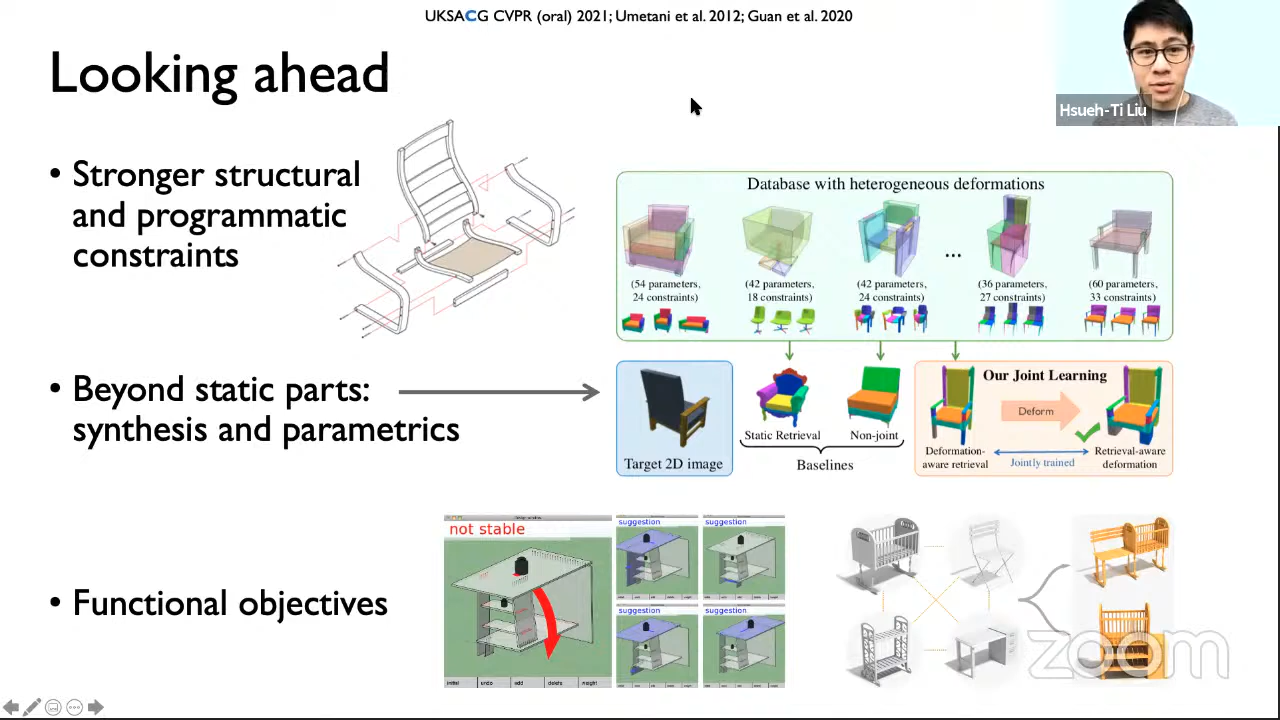 UKSACG CVPR (oral) 2021; Umetani et al. 2012; Guan et al. 2020
Looking ahead
Hsueh-Ti Liu
• Stronger structural
and programmatic
constraints
Database with heterogeneous deformations
(54 parameters,
24 constraints)
(42 parameters,
18 constraints)
(42 parameters,
24 constraints)
...
(36 parameters,
27 constraints)
(60 parameters,
33 constraints)
• Beyond static parts:
synthesis and parametrics
Target 2D image
Static Retrieval
Non-joint
Baselines
Our Joint Learning
Deform
Deformation-
aware retrieval
Jointly trained
Retrieval-aware
deformation
• Functional objectives
not stable
suggestion
suggestion
suggestion
suggestion
undo
add
delete
weight
zoom